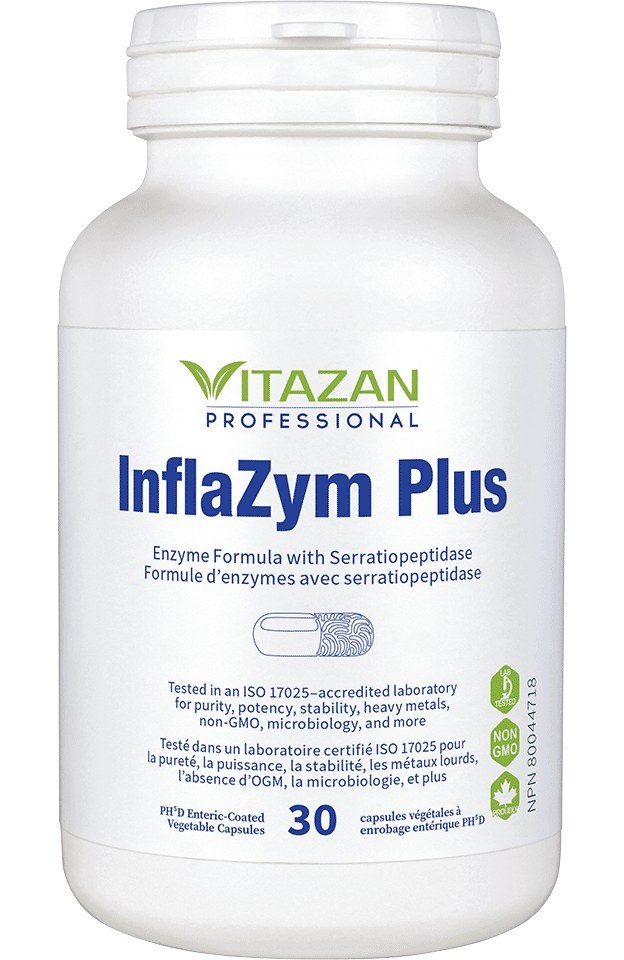 VITAZAN
PROFESSIONAL
InflaZym Plus
Enzyme Formula with Serratiopeptidase
Formule d’enzymes avec serratiopeptidase
Tested in an ISO 17025–accredited laboratory
for purity, potency, stability, heavy metals,
non-GMO, microbiology, and more
Testé dans un laboratoire certifié ISO 17025 pour
la pureté, la puissance, la stabilité, les métaux lourds,
l’absence d’OGM, la microbiologie, et plus
PH⁵D Enteric-Coated
Vegetable Capsules
30
capsules végétales à
enrobage entérique PH⁵D
LAB
TESTED
NON
GMO
PROUDLY
NPN 80044718